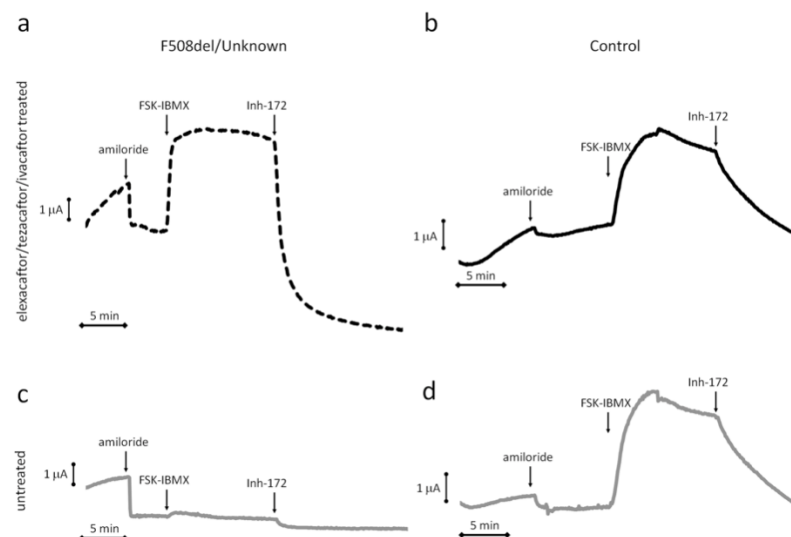 a
b
F508del/Unknown
Control
elexacaftor/tezacaftor/ivacaftor treated
FSK-IBMX
Inh-172
amiloride
1 µA
5 min
Inh-172
FSK-IBMX
amiloride
1 µA
5 min
c
d
untreated
amiloride
1 µA
FSK-IBMX
Inh-172
5 min
Inh-172
FSK-IBMX
amiloride
1 µA
5 min